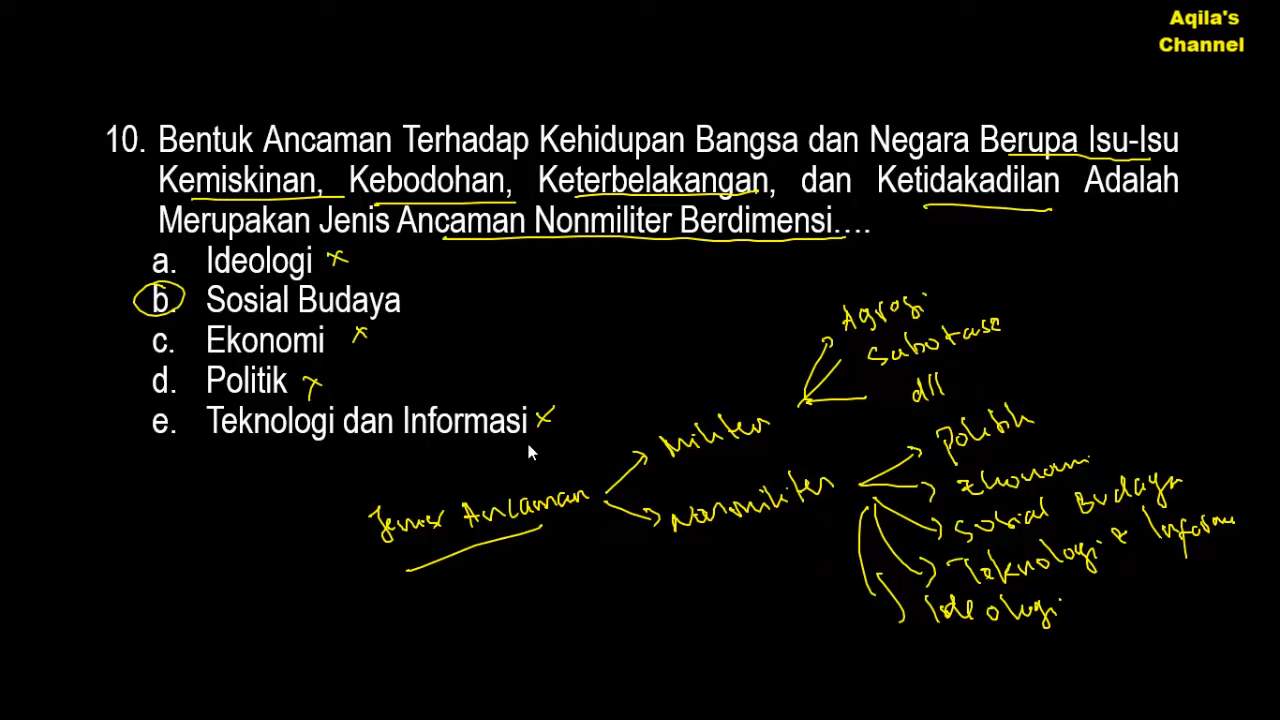 Aqila's
Channel
10. Bentuk Ancaman Terhadap Kehidupan Bangsa dan Negara Berupa Isu-Isu
Kemiskinan, Kebodohan, Keterbelakangan, dan Ketidakadilan Adalah
Merupakan Jenis Ancaman Nonmiliter Berdimensi....
a. Ideologi x
b. Sosial Budaya
c. Ekonomi x
d. Politik x
e. Teknologi dan Informasi x
Jenis Ancaman
Militer
Agresi
Sabotase
dll
Nonmiliter
Politik
Ekonomi
Sosial Budaya
Teknologi &
Ideologi